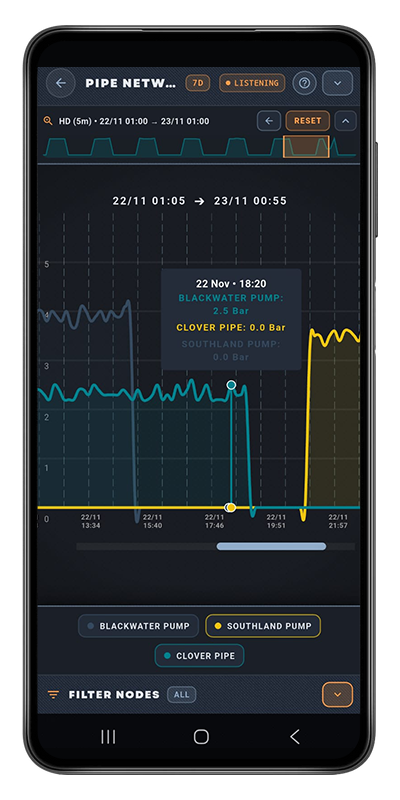 PIPE NETW... 7D • LISTENING
HD (5m) • 22/11 01:00 → 23/11 01:00 RESET
22/11 01:05 → 23/11 00:55
5
4
3
2
1
0
22 Nov • 18:20
BLACKWATER PUMP:
2.5 Bar
CLOVER PIPE: 0.0 Bar
SOUTHLAND PUMP:
0.0 Bar
22/11 22/11 22/11 22/11 22/11
13:34 15:40 17:46 19:51 21:57
BLACKWATER PUMP SOUTHLAND PUMP
CLOVER PIPE
FILTER NODES ALL